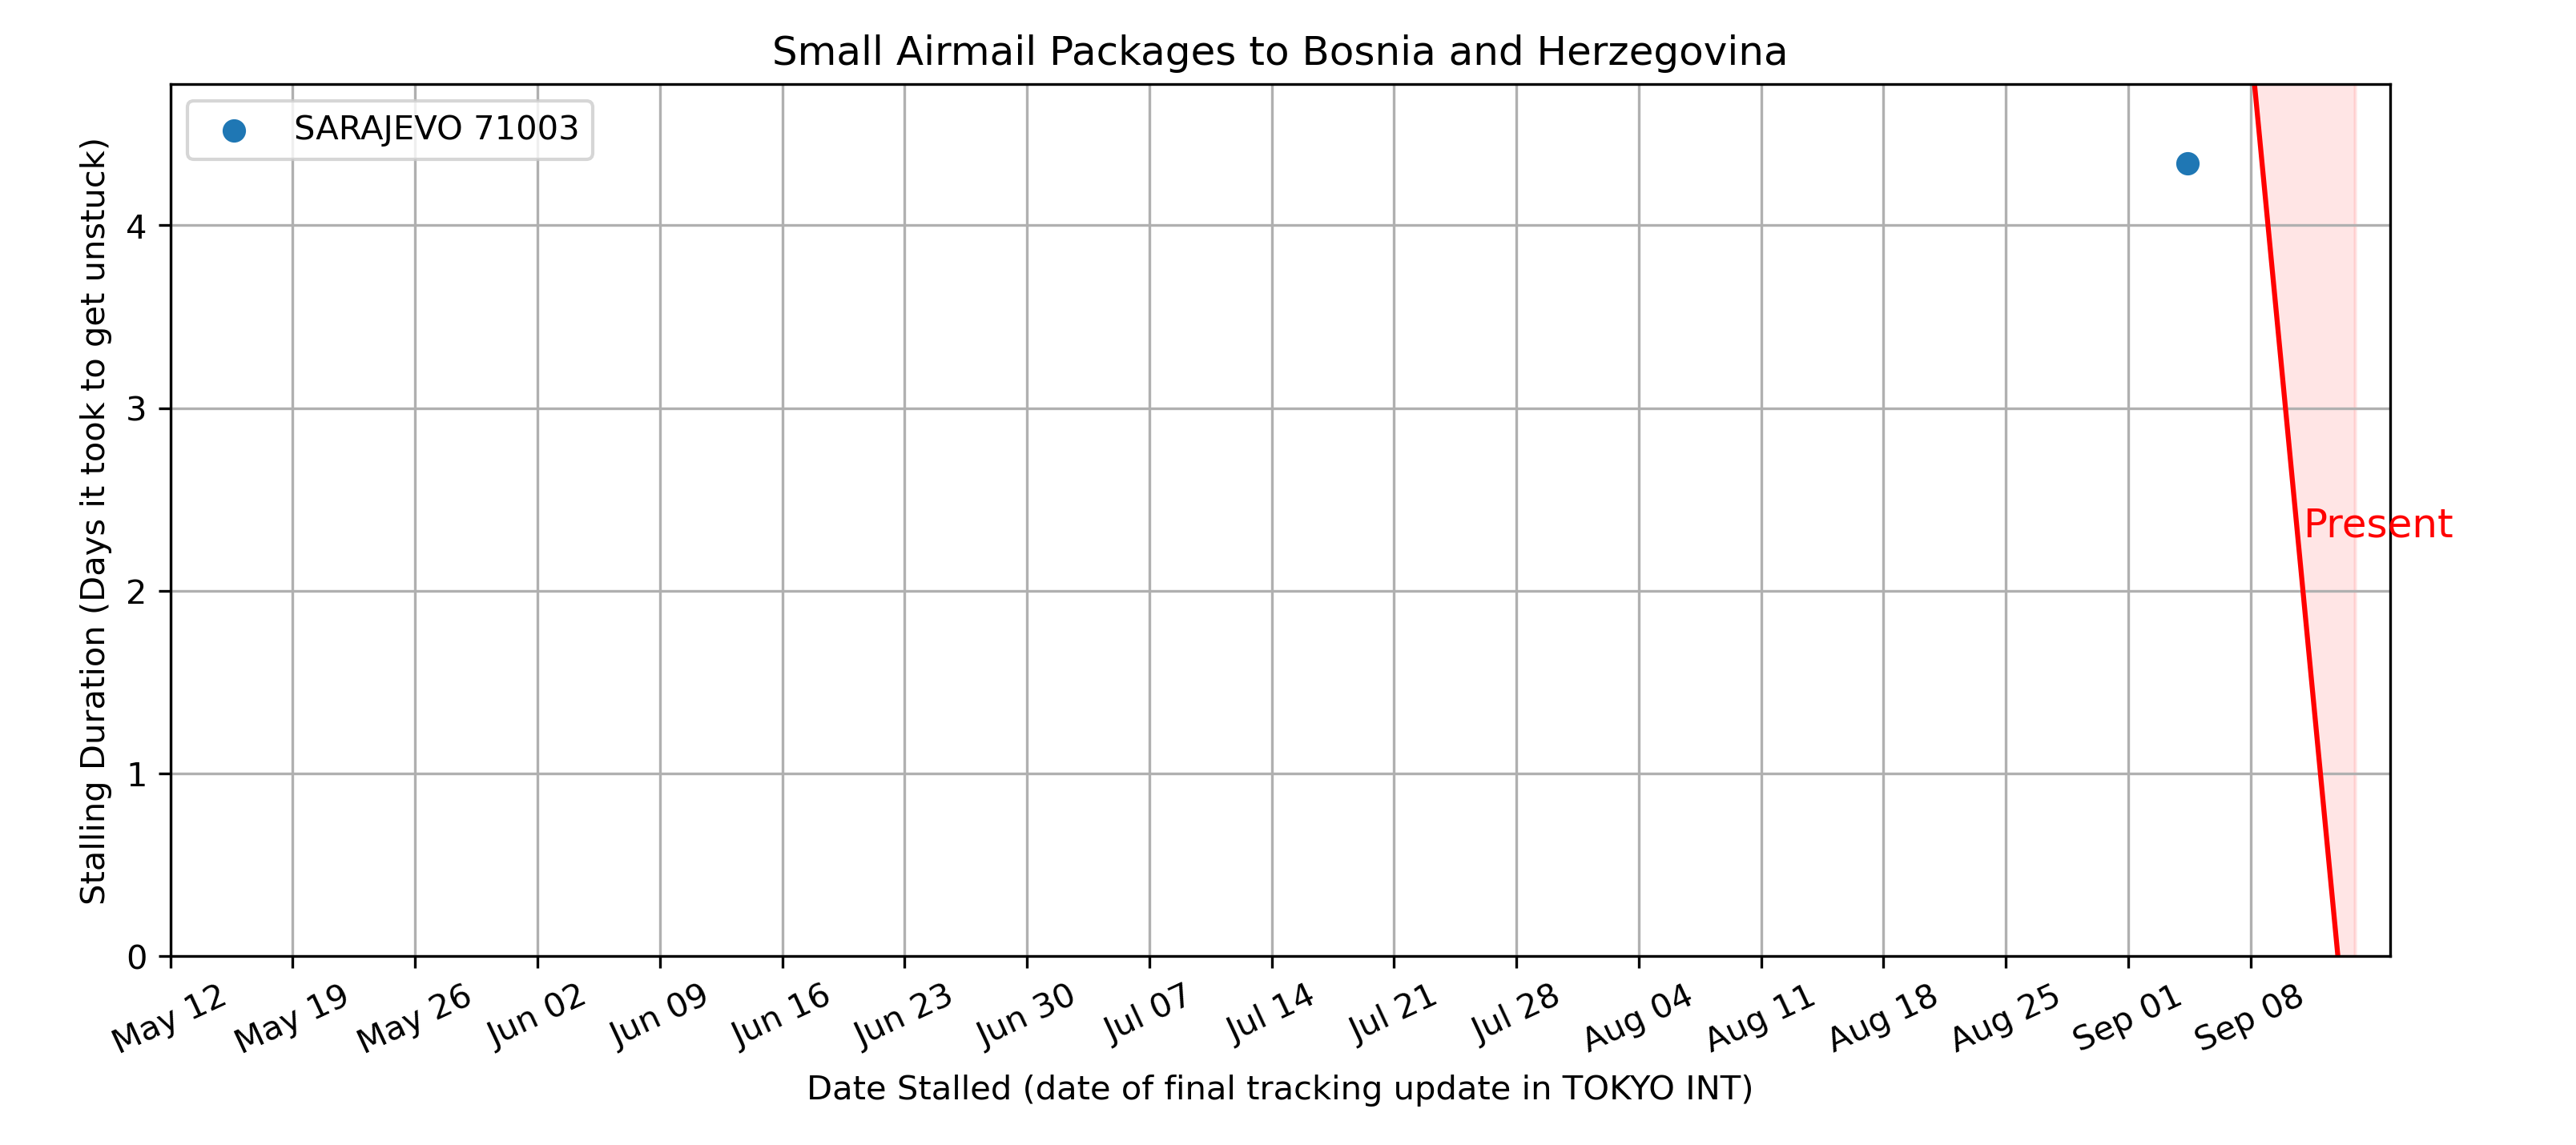 Small Airmail Packages to Bosnia and Herzegovina
SARAJEVO 71003
Stalling Duration (Days it took to get unstuck)
4
3
2
1
0
Present
May 12
May 19
May 26
Jun 02
Jun 09
Jun 16
Jun 23
Jun 30
Jul 07
Jul 14
Jul 21
Jul 28
Aug 04
Aug 11
Aug 18
Aug 25
Sep 01
Sep 08
Date Stalled (date of final tracking update in TOKYO INT)